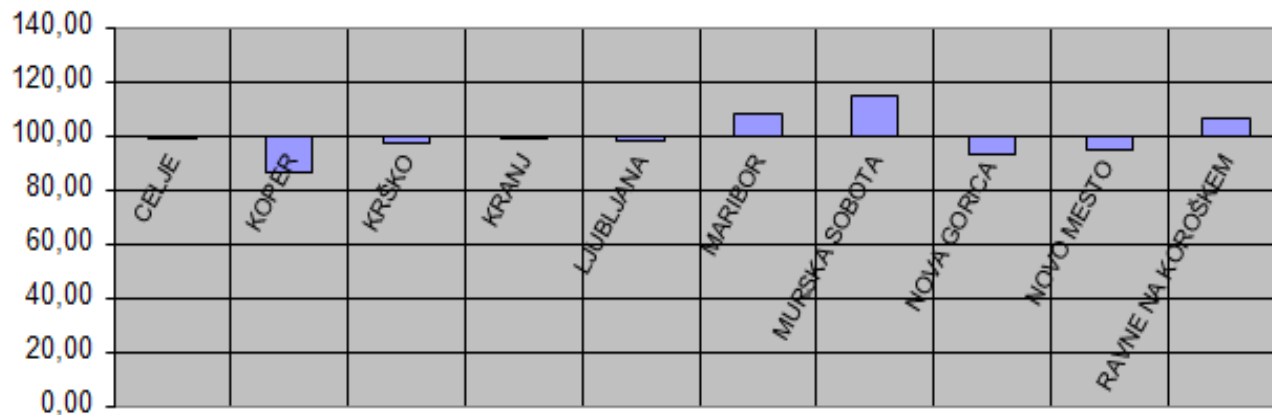 140,00
120,00
100,00
80,00
60,00
40,00
20,00
0,00
CELJE
KOPER
KRŠKO
KRANJ
LJUBLJANA
MARIBOR
MURSKA SOBOTA
NOVA GORICA
NOVO MESTO
RAVNE NA KOROŠKEM